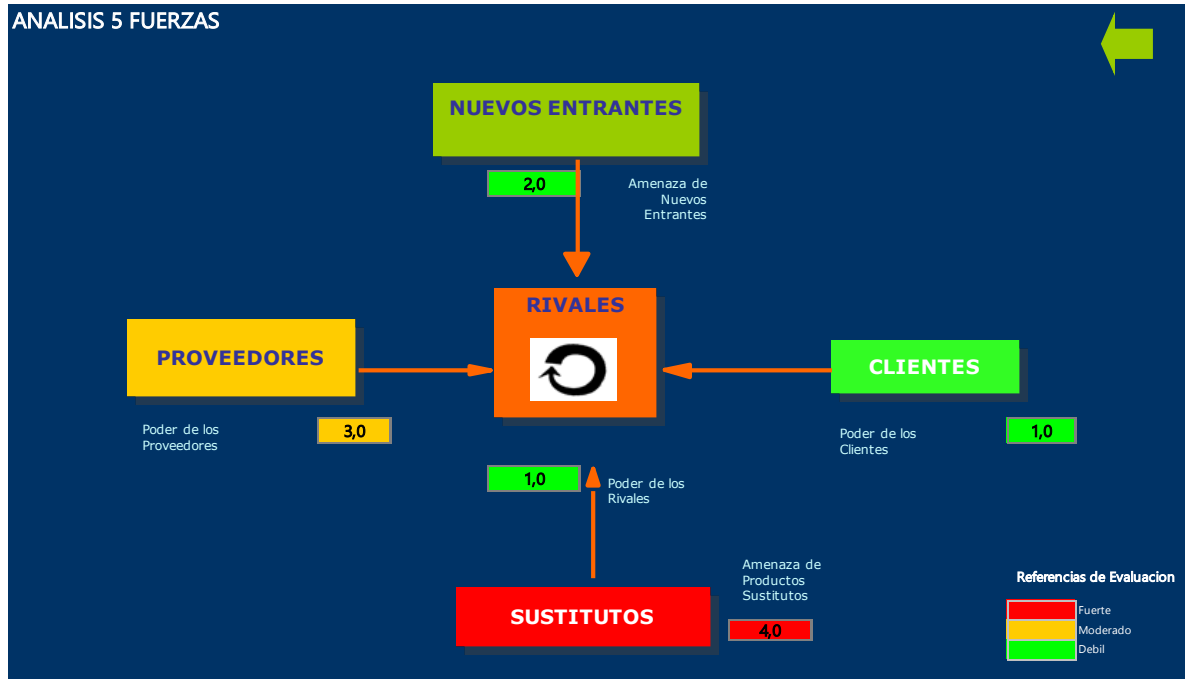 ANALISIS 5 FUERZAS
NUEVOS ENTRANTES
2,0
Amenaza de
Nuevos
Entrantes
RIVALES
PROVEEDORES
CLIENTES
Poder de los
Proveedores
3,0
Poder de los
Clientes
1,0
1,0
Poder de los
Rivales
Amenaza de
Productos
Sustitutos
SUSTITUTOS
4,0
Referencias de Evaluacion
Fuerte
Moderado
Debil